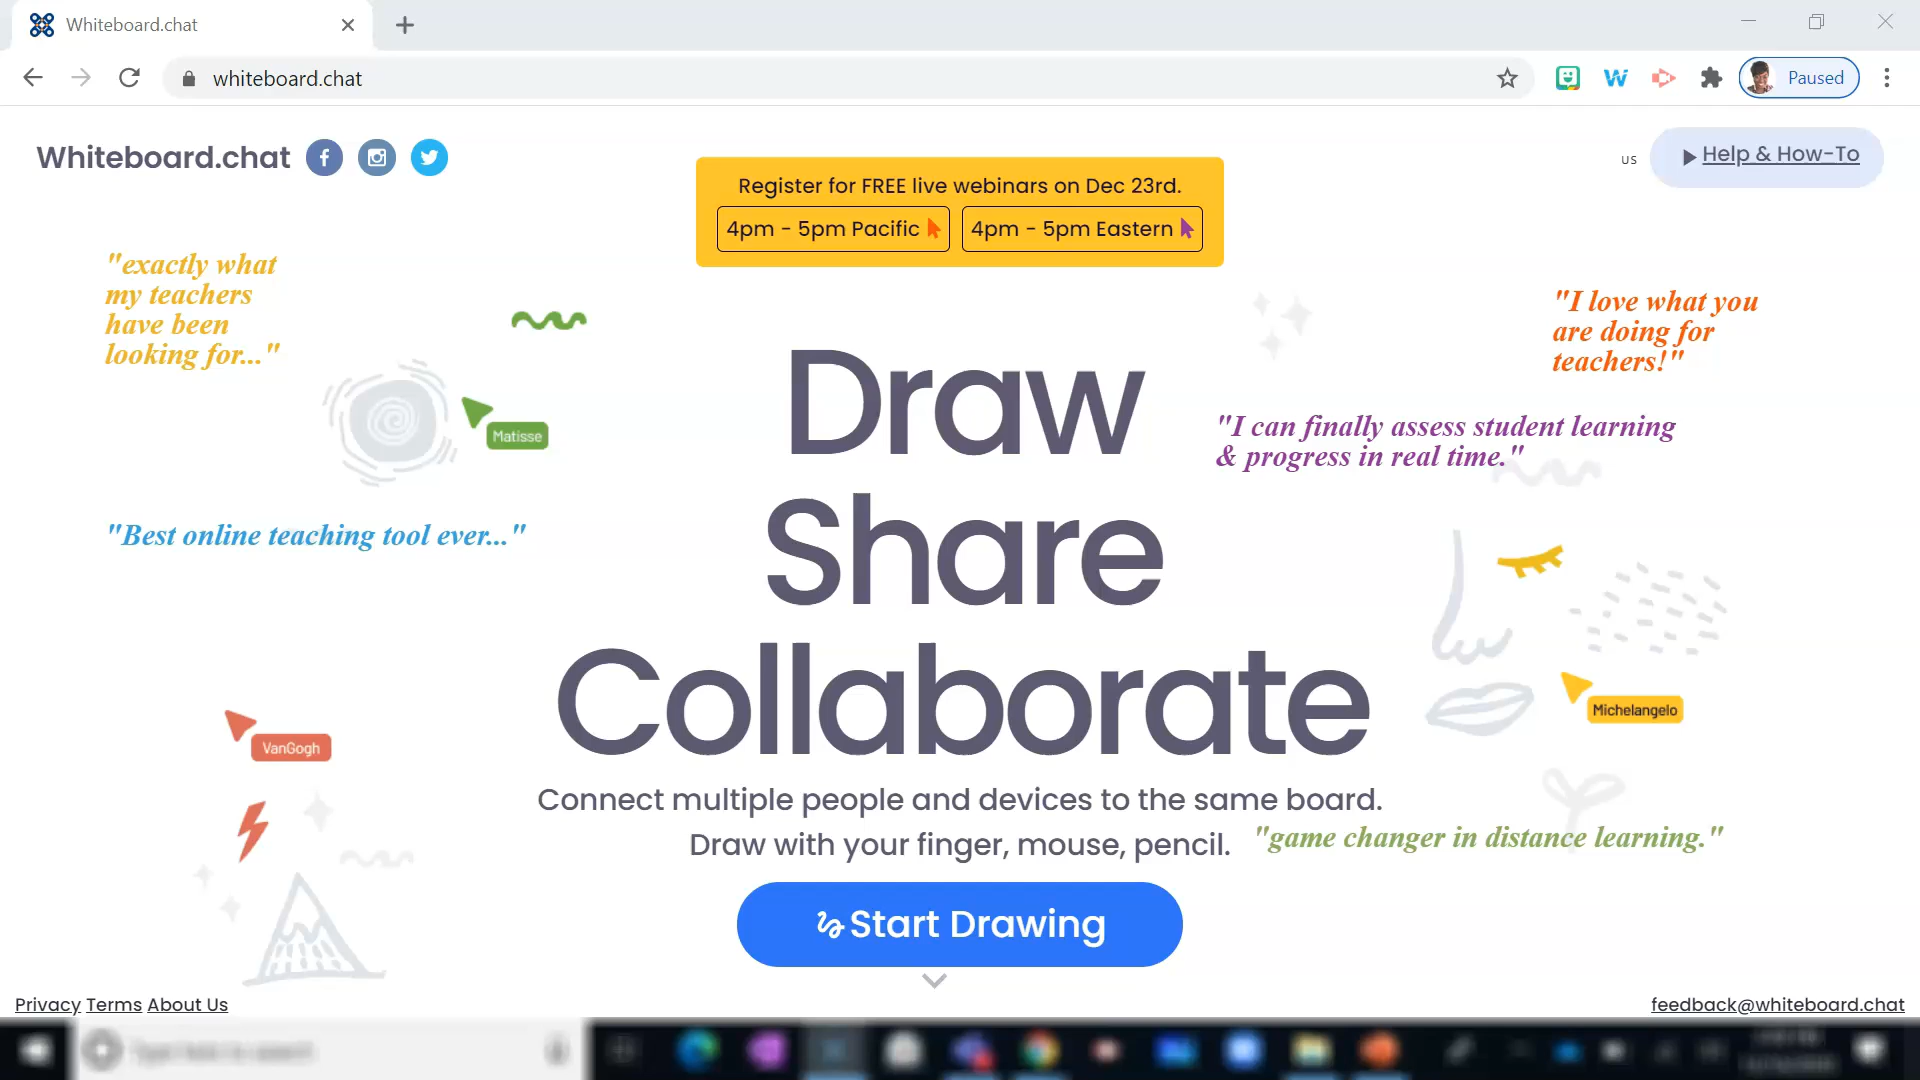 Whiteboard.chat
whiteboard.chat
Paused
Whiteboard.chat
US
Help & How-To
Register for FREE live webinars on Dec 23rd.
4pm - 5pm Pacific
4pm - 5pm Eastern
"exactly what
my teachers
have been
looking for..."
"I love what you
are doing for
teachers!"
Matisse
Draw
"I can finally assess student learning
& progress in real time."
"Best online teaching tool ever..."
Share
Collaborate
Michelangelo
VanGogh
Connect multiple people and devices to the same board.
Draw with your finger, mouse, pencil.
"game changer in distance learning."
Start Drawing
Privacy Terms About Us
feedback@whiteboard.chat
Type here to search